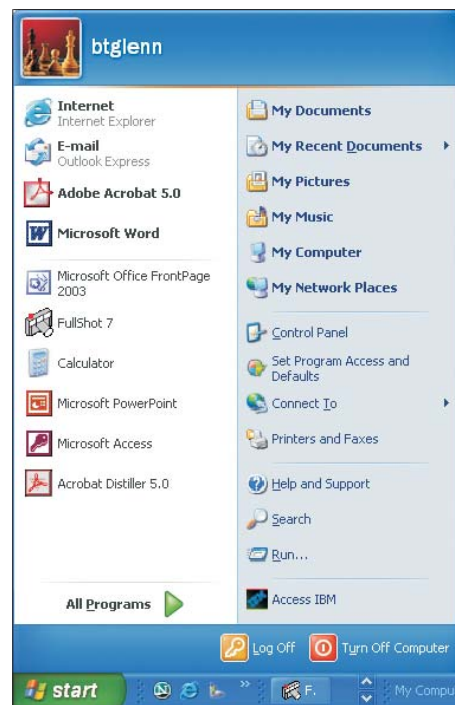 btglenn
Internet
Internet Explorer
E-mail
Outlook Express
Adobe Acrobat 5.0
Microsoft Word
Microsoft Office FrontPage
2003
FullShot 7
Calculator
Microsoft PowerPoint
Microsoft Access
Acrobat Distiller 5.0
All Programs
My Documents
My Recent Documents
My Pictures
My Music
My Computer
My Network Places
Control Panel
Set Program Access and
Defaults
Connect To
Printers and Faxes
Help and Support
Search
Run...
Access IBM
Log Off
Turn Off Computer
start
F.
My Compu